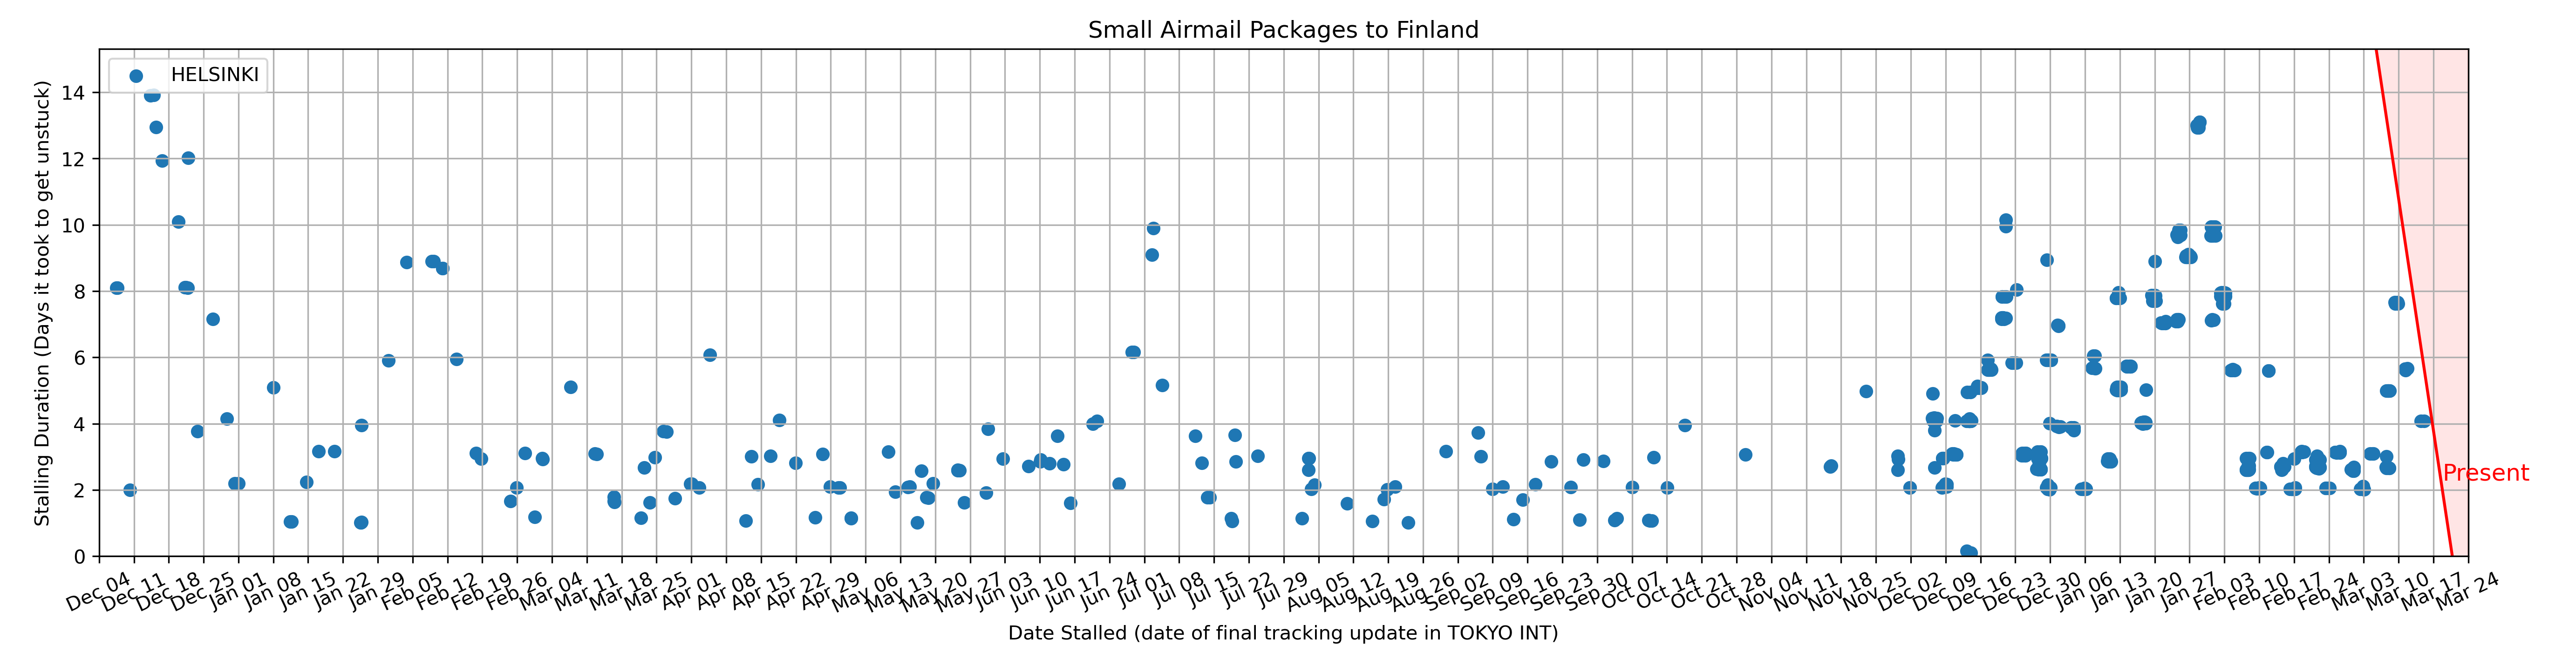 Small Airmail Packages to Finland
HELSINKI
Stalling Duration (Days it took to get unstuck)
14
12
10
8
6
4
2
0
Present
Dec 04
Dec 11
Dec 18
Dec 25
Jan 01
Jan 08
Jan 15
Jan 22
Jan 29
Feb 05
Feb 12
Feb 19
Feb 26
Mar 04
Mar 11
Mar 18
Mar 25
Apr 01
Apr 08
Apr 15
Apr 22
Apr 29
May 06
May 13
May 20
May 27
Jun 03
Jun 10
Jun 17
Jun 24
Jul 01
Jul 08
Jul 15
Jul 22
Jul 29
Aug 05
Aug 12
Aug 19
Aug 26
Sep 02
Sep 09
Sep 16
Sep 23
Sep 30
Oct 07
Oct 14
Oct 21
Oct 28
Nov 04
Nov 11
Nov 18
Nov 25
Dec 02
Dec 09
Dec 16
Dec 23
Dec 30
Jan 06
Jan 13
Jan 20
Jan 27
Feb 03
Feb 10
Feb 17
Feb 24
Mar 03
Mar 10
Mar 17
Mar 24
Date Stalled (date of final tracking update in TOKYO INT)